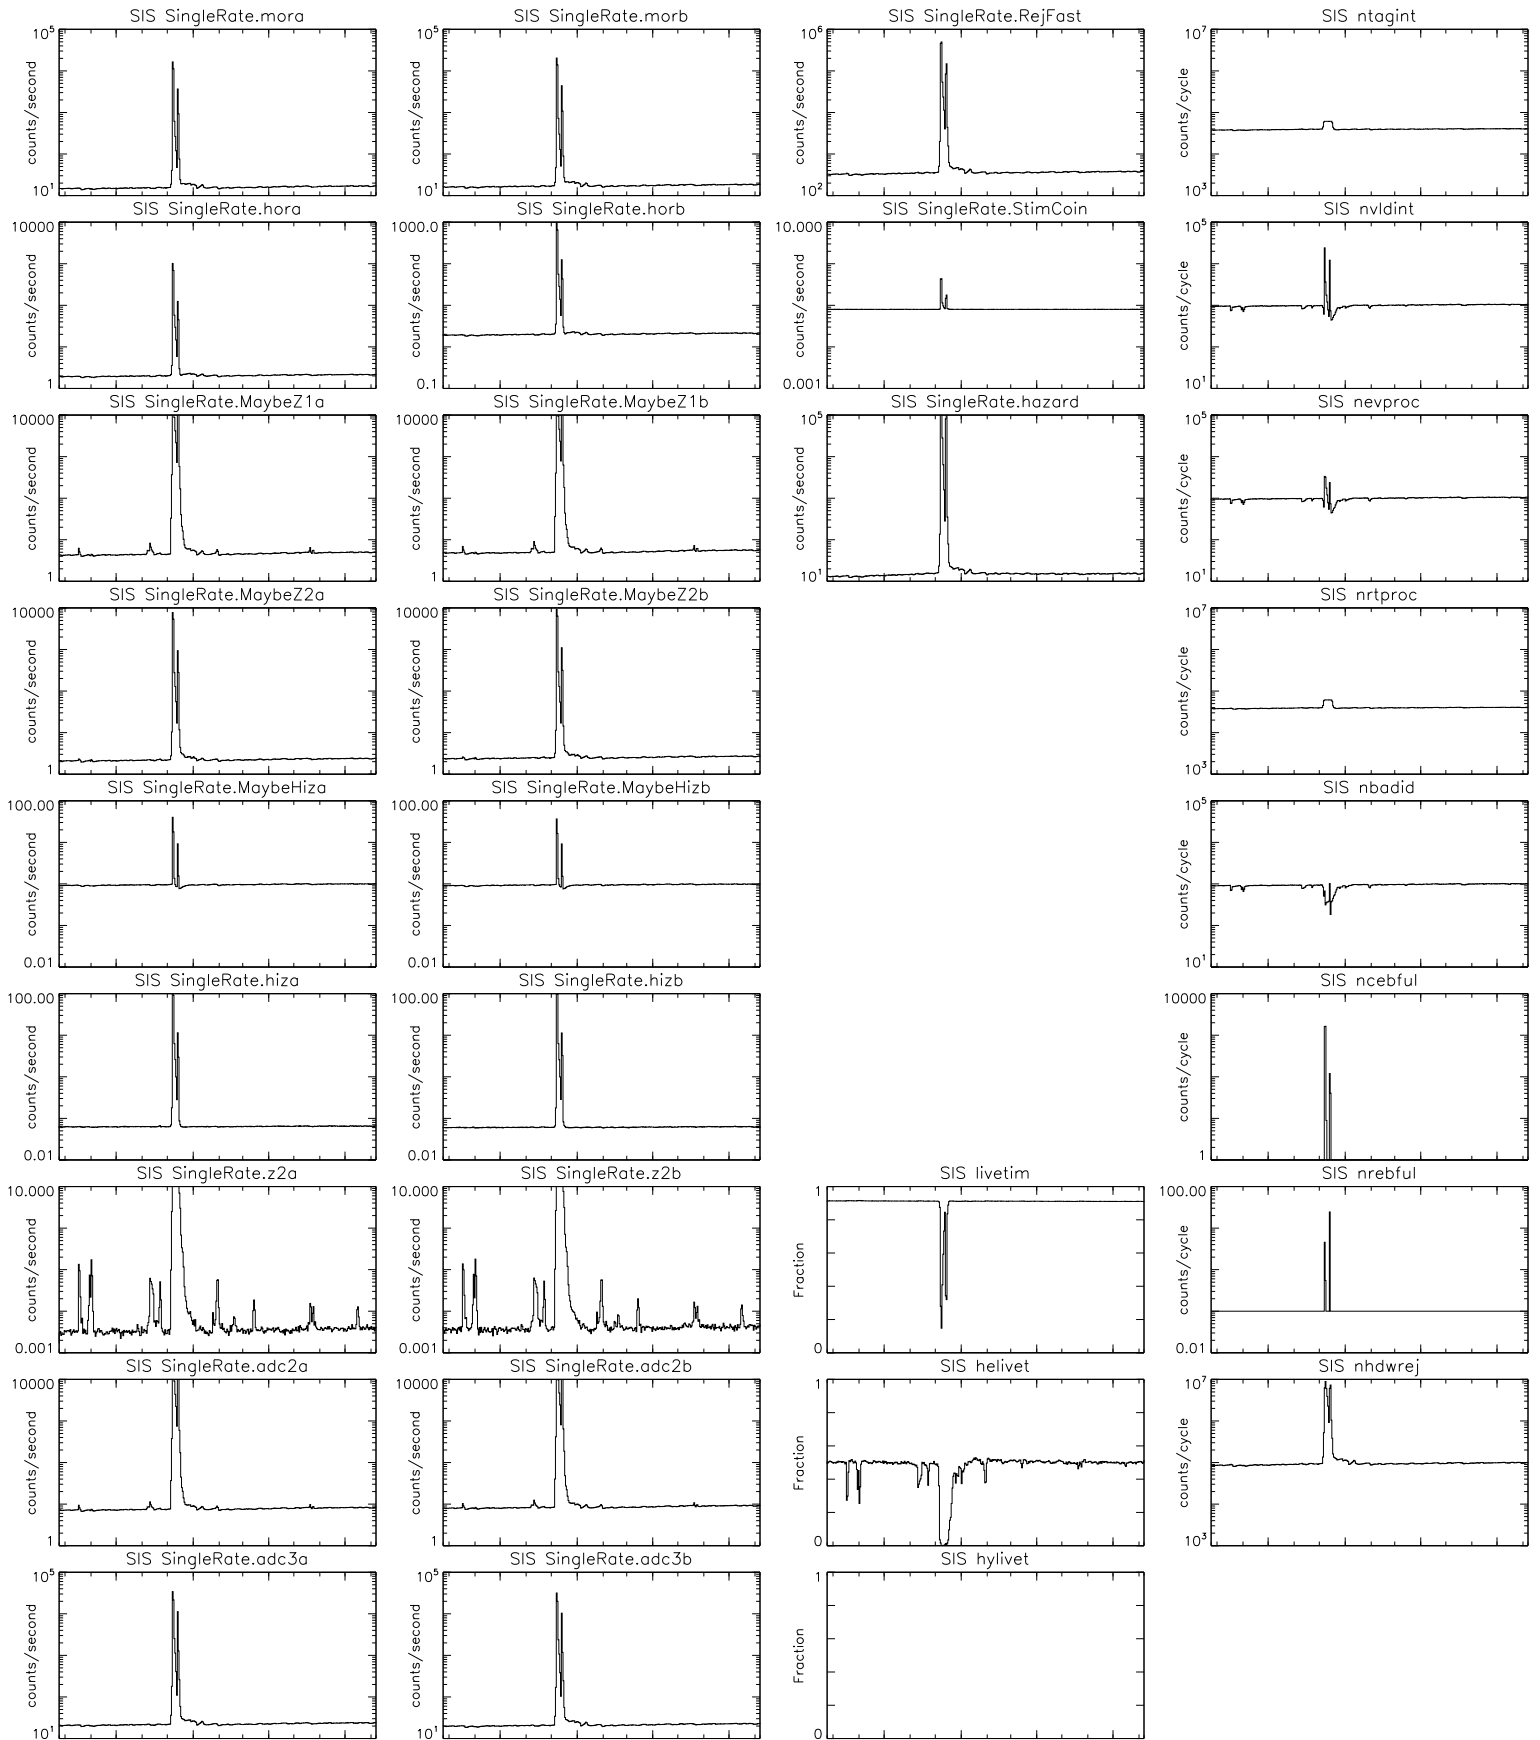 SIS SingleRate.mora SIS SingleRate.morb SIS SingleRate.RejFast SIS ntagint
10^5 10^5 10^6 10^7
counts/second counts/second counts/second counts/cycle
10^1 10^1 10^2 10^3
SIS SingleRate.hora SIS SingleRate.horb SIS SingleRate.StimCoin SIS nvldint
10000 1000.0 10.000 10^5
counts/second counts/second counts/second counts/cycle
1 0.1 0.001 10^1
SIS SingleRate.MaybeZ1a SIS SingleRate.MaybeZ1b SIS SingleRate.hazard SIS nevproc
10000 10000 10^5 10^5
counts/second counts/second counts/second counts/cycle
1 1 10^1 10^1
SIS SingleRate.MaybeZ2a SIS SingleRate.MaybeZ2b SIS nrtproc
10000 10000 10^7
counts/second counts/second counts/cycle
1 1 10^3
SIS SingleRate.MaybeHiza SIS SingleRate.MaybeHizb SIS nbadid
100.00 100.00 10^5
counts/second counts/second counts/cycle
0.01 0.01 10^1
SIS SingleRate.hiza SIS SingleRate.hizb SIS ncebful
100.00 100.00 10000
counts/second counts/second counts/cycle
0.01 0.01 1
SIS SingleRate.z2a SIS SingleRate.z2b SIS livetim SIS nrebful
10.000 10.000 1 100.00
counts/second counts/second Fraction counts/cycle
0.001 0.001 0 0.01
SIS SingleRate.adc2a SIS SingleRate.adc2b SIS helivet SIS nhdwrej
10000 10000 1 10^7
counts/second counts/second Fraction counts/cycle
1 1 0 10^3
SIS SingleRate.adc3a SIS SingleRate.adc3b SIS hylivet
10^5 10^5 1
counts/second counts/second Fraction
10^1 10^1 0